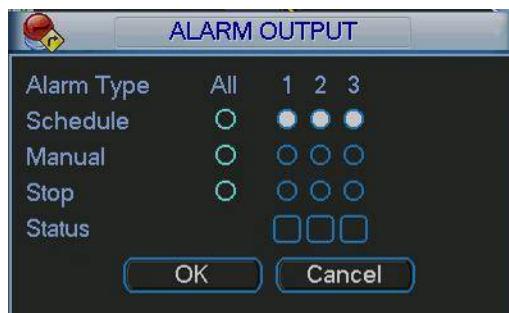 ALARM OUTPUT
Alarm Type All 1 2 3
Schedule
Manual
Stop
Status
OK Cancel